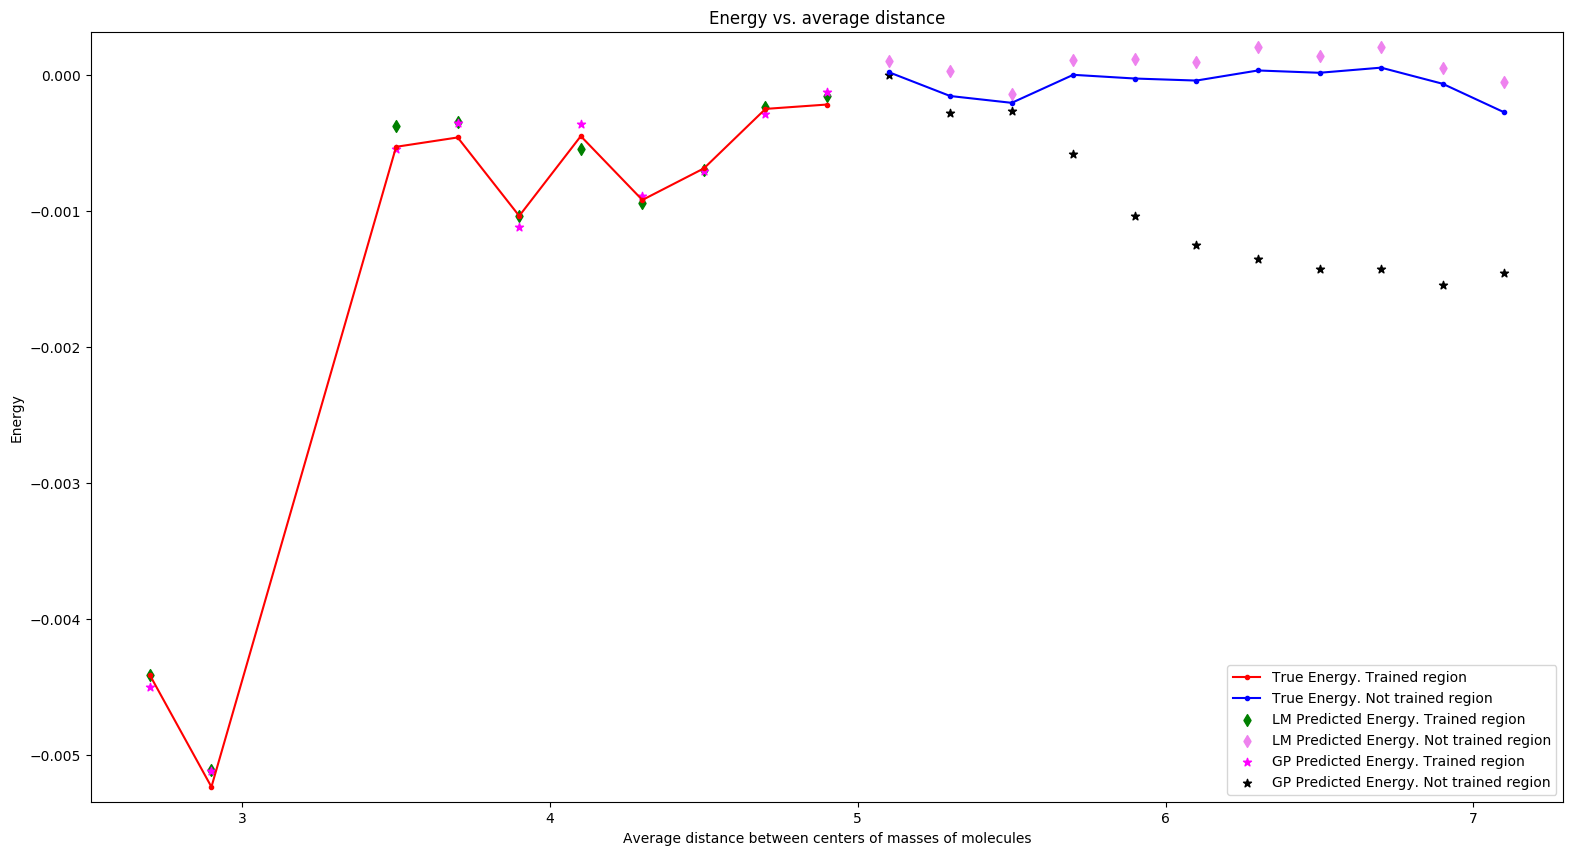 Energy vs. average distance
0.000
−0.001
−0.002
−0.003
−0.004
−0.005
Energy
3
4
5
6
7
Average distance between centers of masses of molecules
True Energy. Trained region
True Energy. Not trained region
LM Predicted Energy. Trained region
LM Predicted Energy. Not trained region
GP Predicted Energy. Trained region
GP Predicted Energy. Not trained region